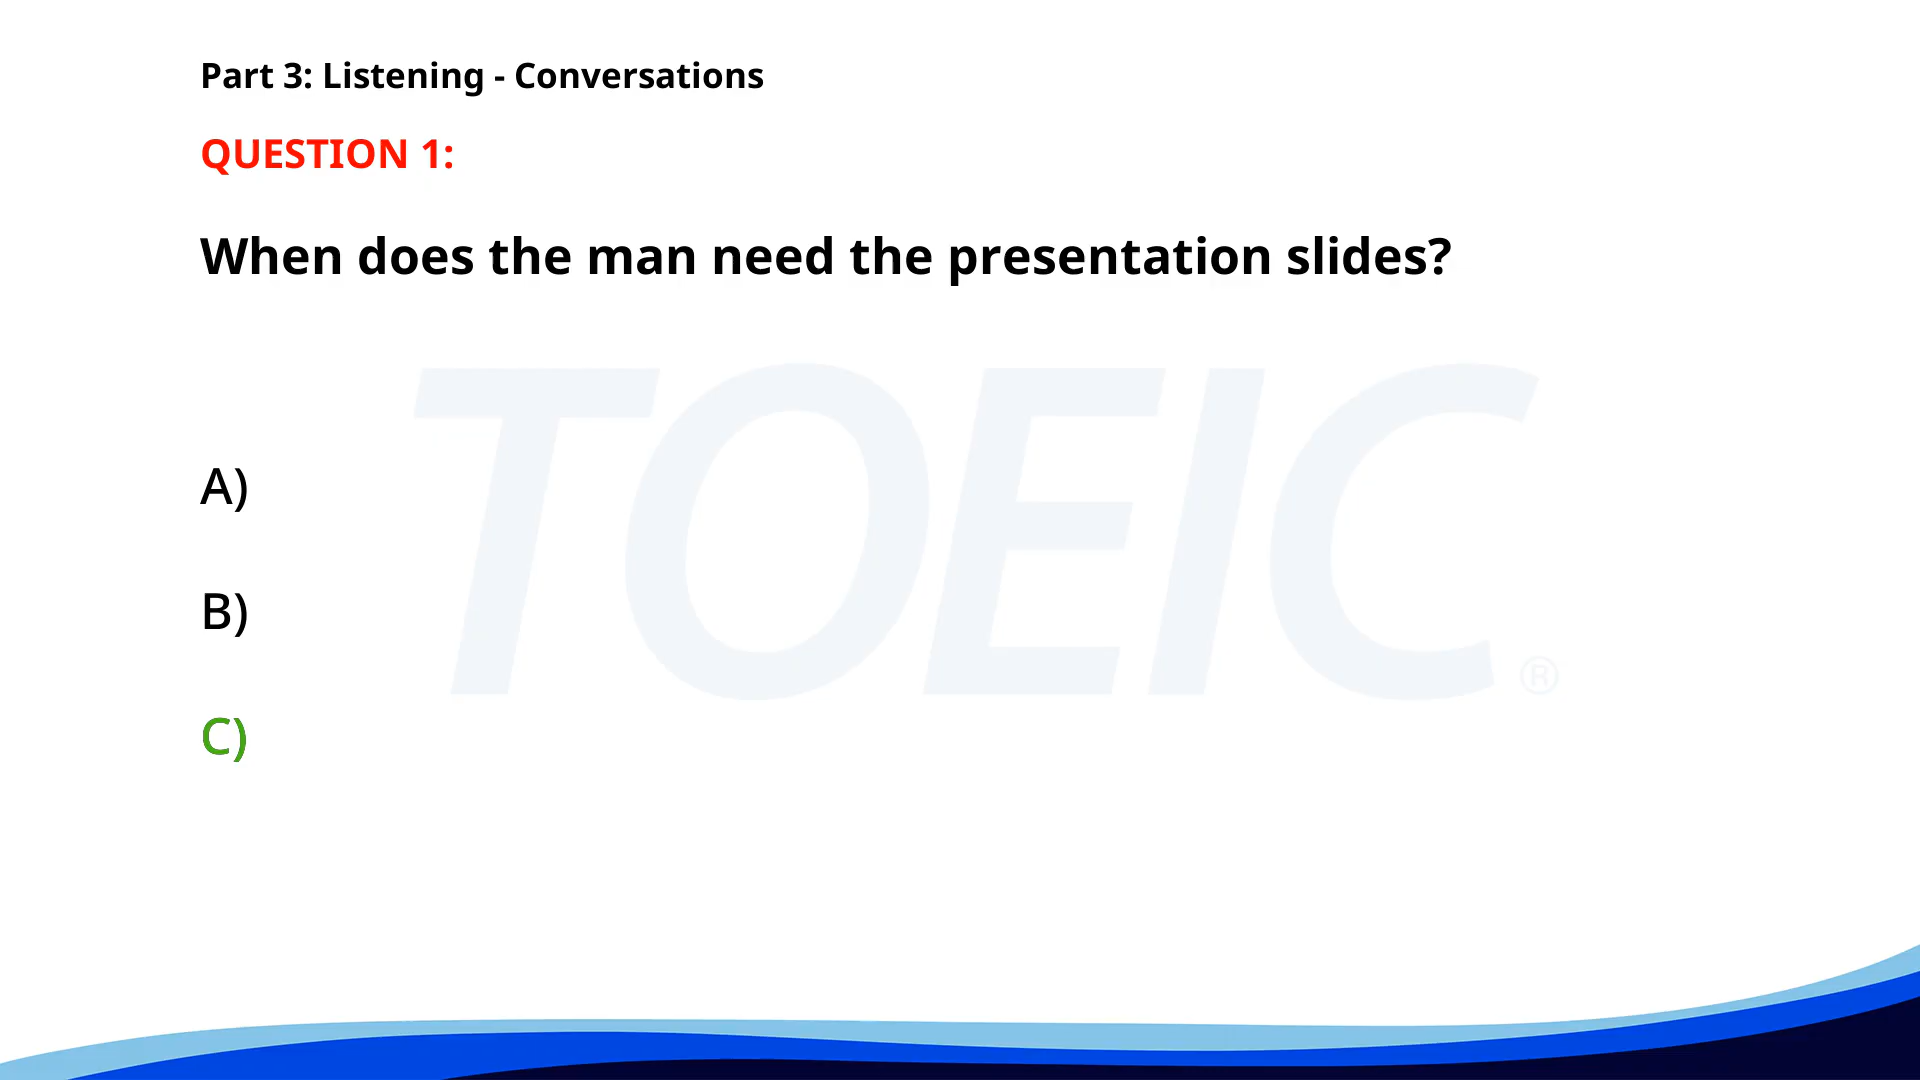 Part 3: Listening - Conversations
QUESTION 1:
When does the man need the presentation slides?
TOEIC®
A)
B)
C)